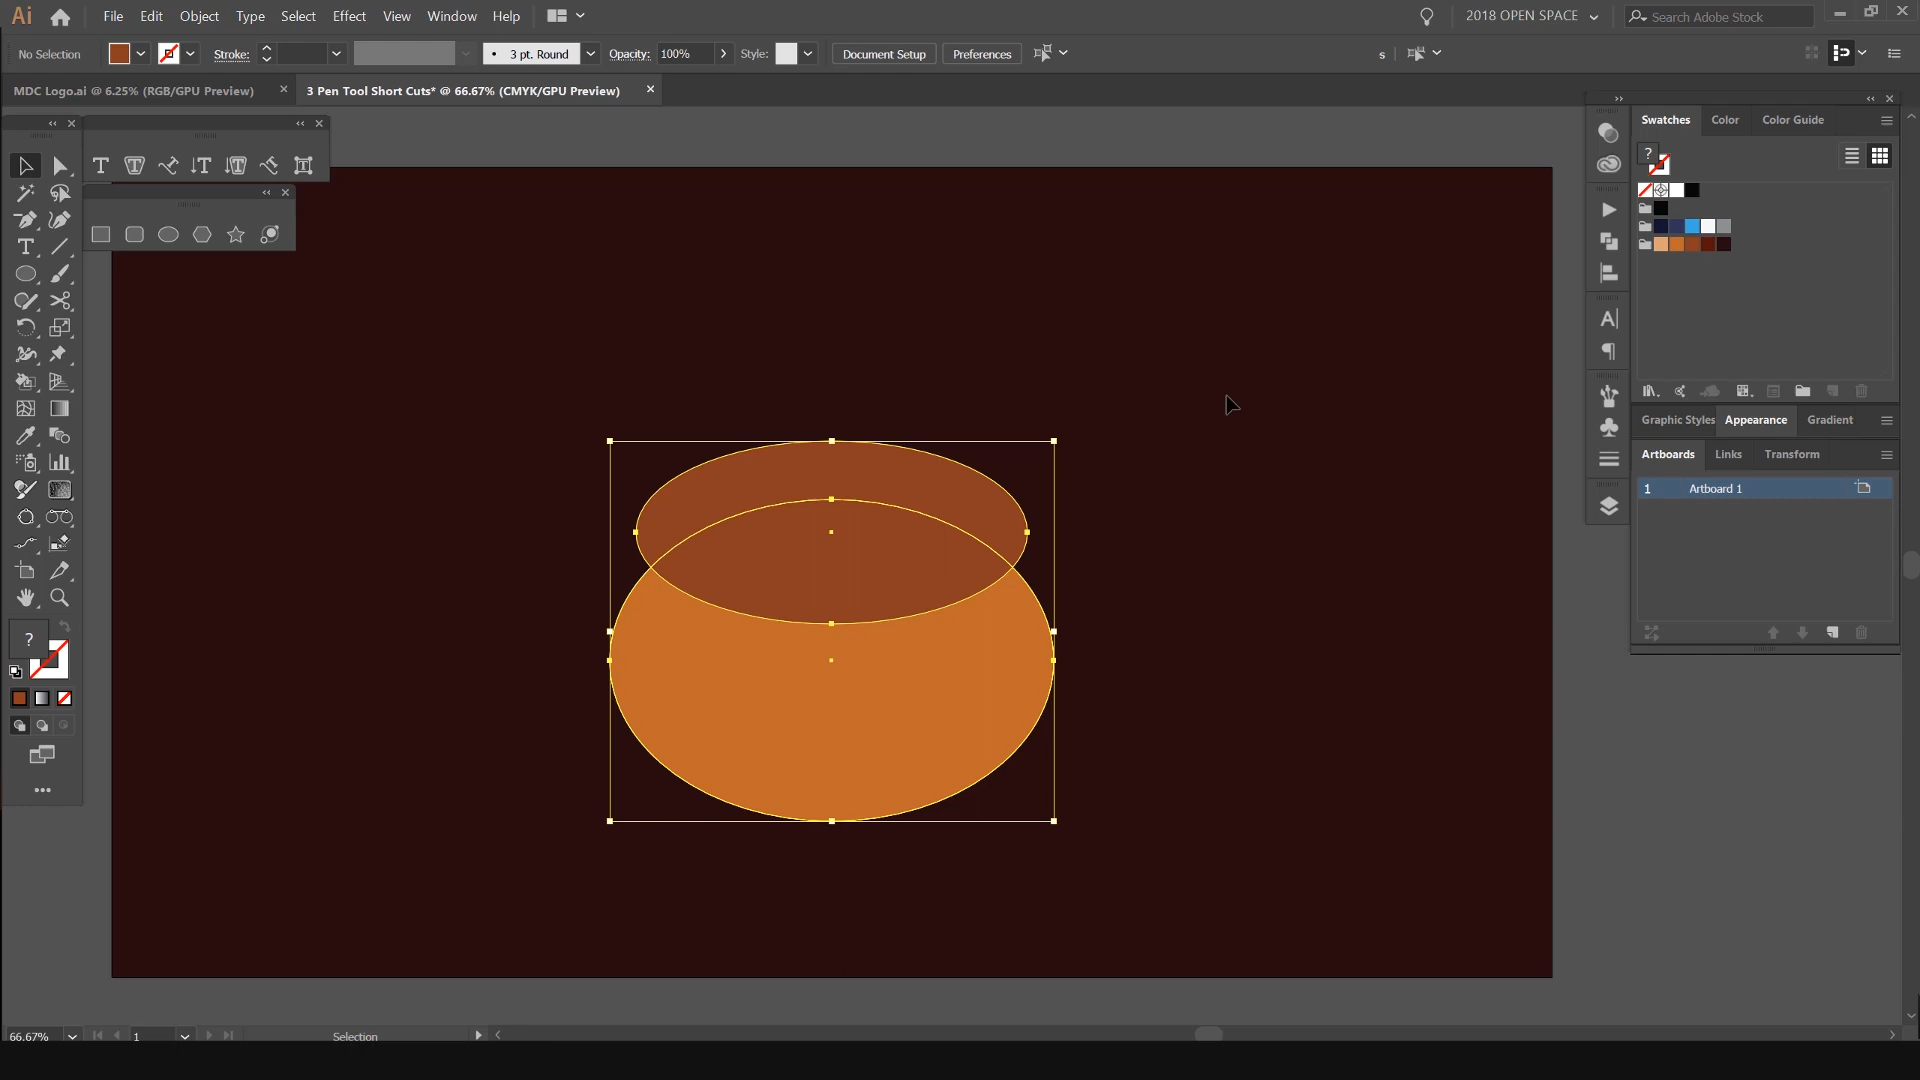 Ai File Edit Object Type Select Effect View Window Help 2018 OPEN SPACE Search Adobe Stock
No Selection Stroke: 3 pt. Round Opacity: 100% Style: Document Setup Preferences s
MDC Logo.ai @ 6.25% (RGB/GPU Preview) 3 Pen Tool Short Cuts* @ 66.67% (CMYK/GPU Preview)
Swatches Color Color Guide
?
Graphic Styles Appearance Gradient
Artboards Links Transform
1 Artboard 1
?
66.67% 1 Selection